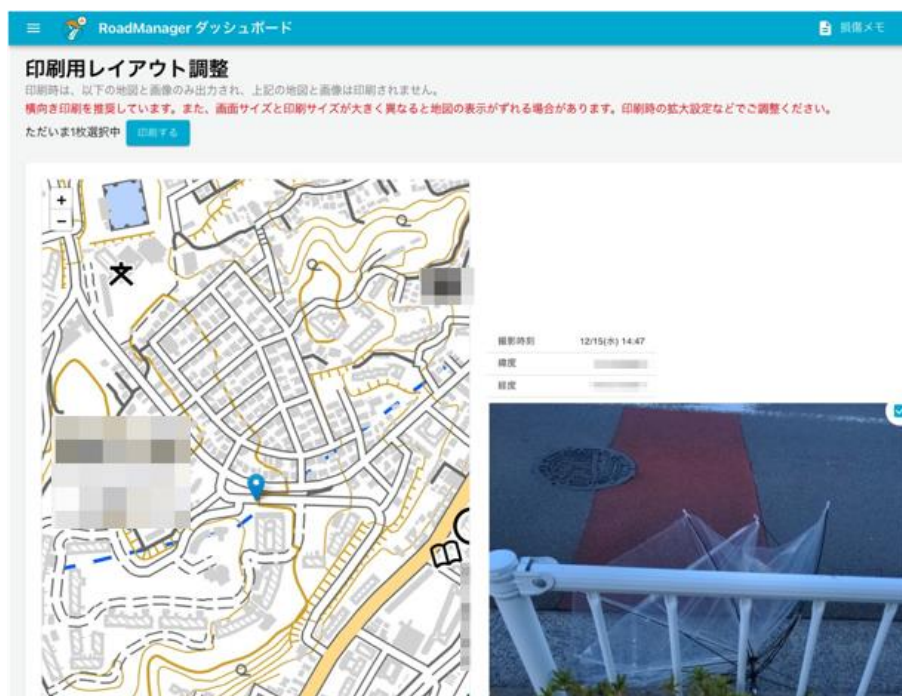 RoadManager ダッシュボード
損傷メモ
印刷用レイアウト調整
印刷時は、以下の地図と画像のみ出力され、上記の地図と画像は印刷されません。
横向き印刷を推奨しています。また、画面サイズと印刷サイズが大きく異なると地図の表示がずれる場合があります。印刷時の拡大設定などでご調整ください。
ただいま1枚選択中 印刷する
+
−
撮影時刻 12/15(水) 14:47
緯度
経度